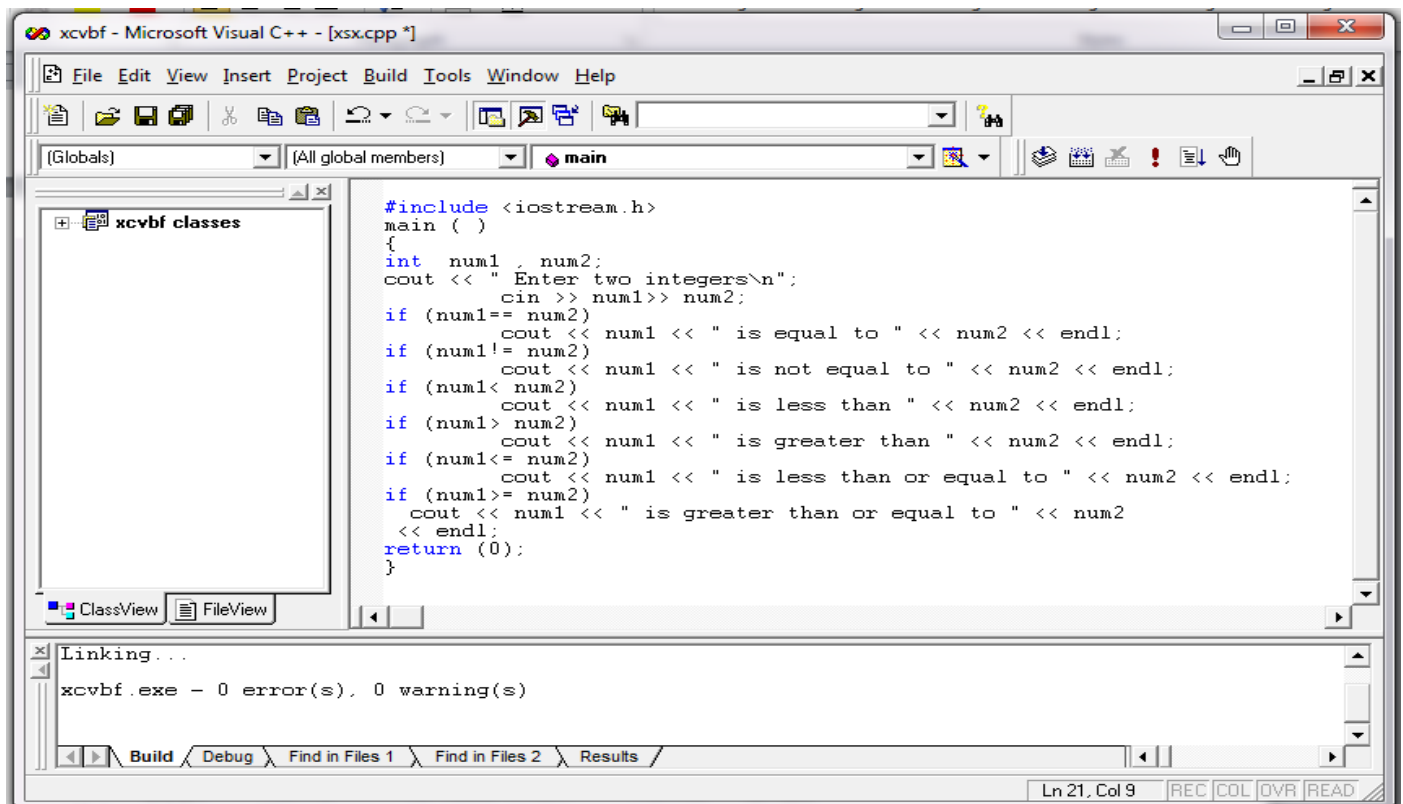 xcvbf - Microsoft Visual C++ - [xsx.cpp *]
File Edit View Insert Project Build Tools Window Help
(Globals) (All global members) main
xcvbf classes
#include <iostream.h>
main ( )
{
int  num1 , num2;
cout << " Enter two integers\n";
cin >> num1>> num2;
if (num1== num2)
cout << num1 << " is equal to " << num2 << endl;
if (num1!= num2)
cout << num1 << " is not equal to " << num2 << endl;
if (num1< num2)
cout << num1 << " is less than " << num2 << endl;
if (num1> num2)
cout << num1 << " is greater than " << num2 << endl;
if (num1<= num2)
cout << num1 << " is less than or equal to " << num2 << endl;
if (num1>= num2)
cout << num1 << " is greater than or equal to " << num2
<< endl;
return (0);
}
ClassView FileView
Linking...
xcvbf.exe - 0 error(s), 0 warning(s)
Build Debug Find in Files 1 Find in Files 2 Results
Ln 21, Col 9 REC COL OVR READ